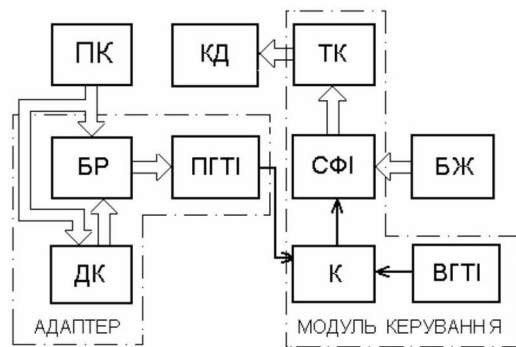 ПК
КД
ТК
БР
ПГТІ
СФІ
БЖ
ДК
К
ВГТІ
АДАПТЕР
МОДУЛЬ КЕРУВАННЯ